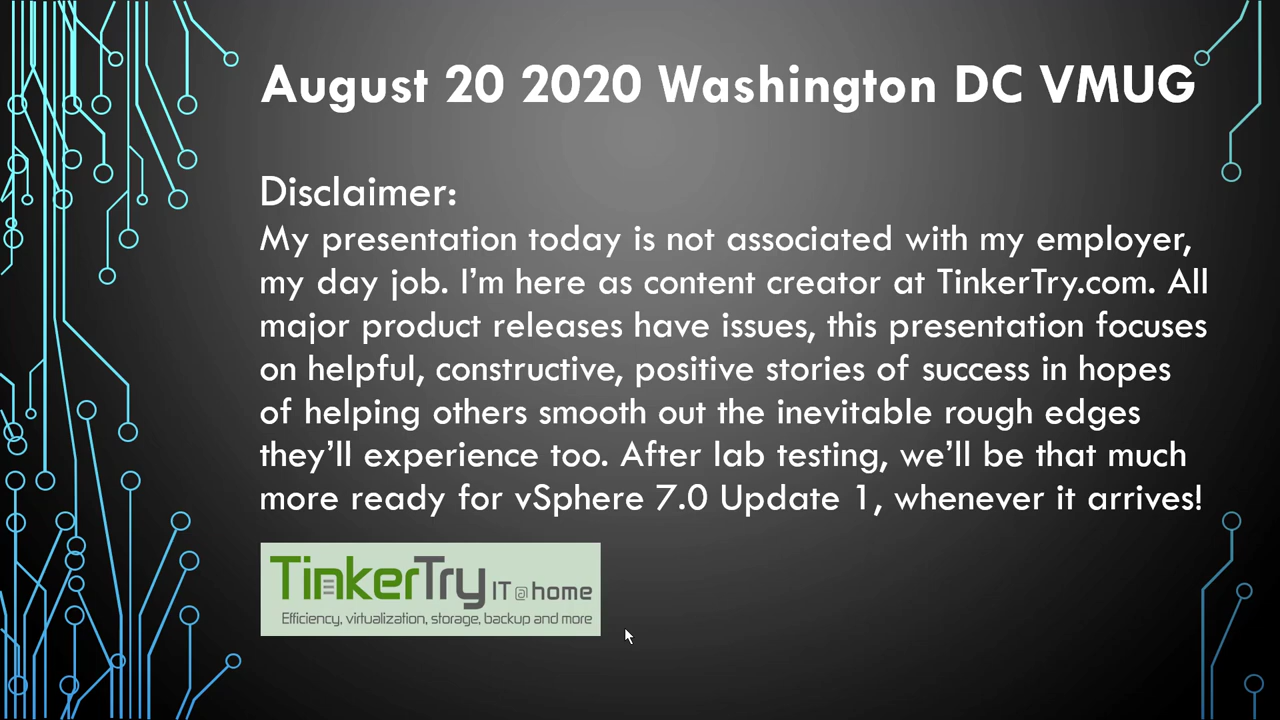 August 20 2020 Washington DC VMUG
Disclaimer:
My presentation today is not associated with my employer,
my day job. I’m here as content creator at TinkerTry.com. All
major product releases have issues, this presentation focuses
on helpful, constructive, positive stories of success in hopes
of helping others smooth out the inevitable rough edges
they’ll experience too. After lab testing, we’ll be that much
more ready for vSphere 7.0 Update 1, whenever it arrives!
TinkerTry IT@home
Efficiency, virtualization, storage, backup and more